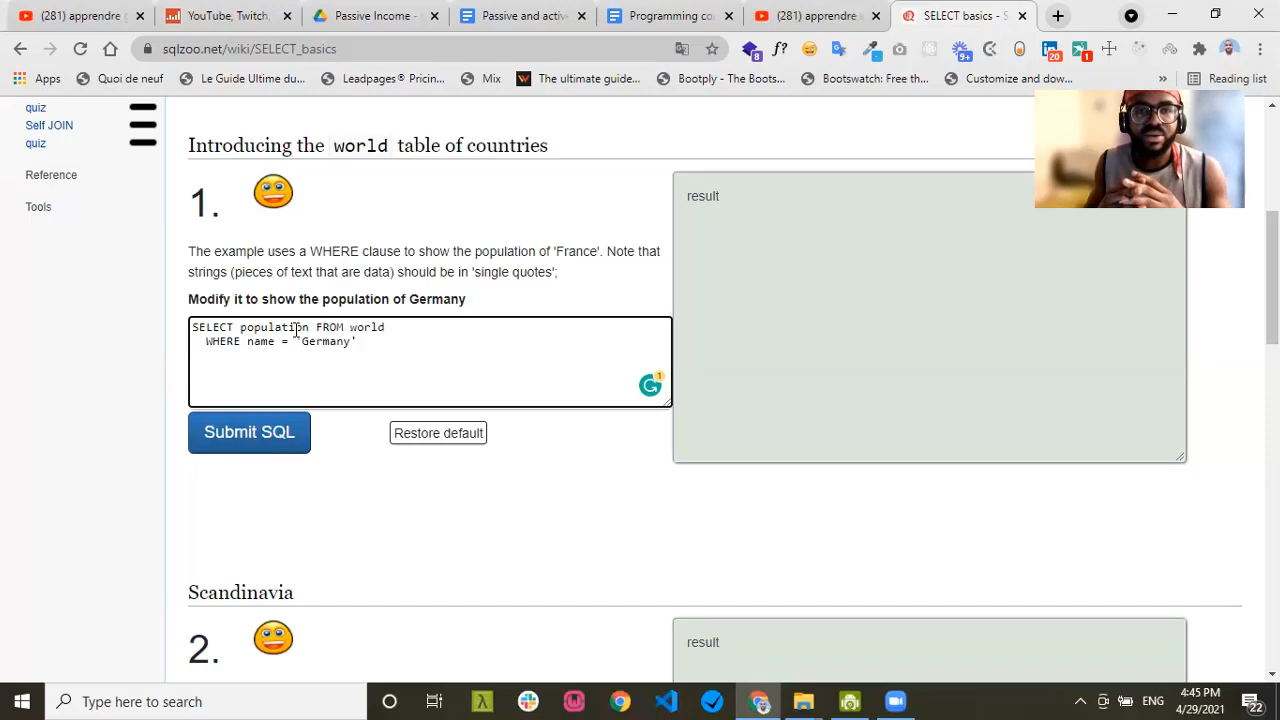 (281) apprendre s
YouTube, Twitch,
Passive Income -
Passive and activ
Programming co
(281) apprendre s
SELECT basics - S
sqlzoo.net/wiki/SELECT_basics
8
f?
9+
20
1
Apps
Quoi de neuf
Le Guide Ultime du...
Leadpages® Pricin...
Mix
The ultimate guide...
Bootply - The Boots...
Bootswatch: Free th...
Customize and dow...
»
Reading list
quiz
Self JOIN
quiz
Reference
Tools
Introducing the world table of countries
1.
The example uses a WHERE clause to show the population of 'France'. Note that
strings (pieces of text that are data) should be in 'single quotes';
Modify it to show the population of Germany
SELECT population FROM world
WHERE name = 'Germany'
1
Submit SQL
Restore default
result
Scandinavia
2.
result
Type here to search
ENG
4:45 PM
4/29/2021
22